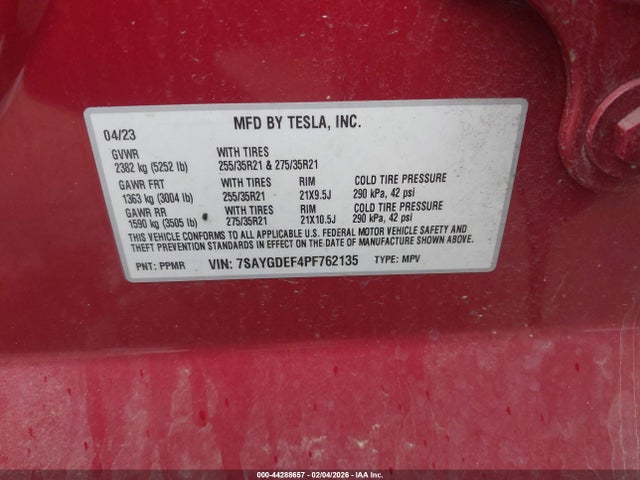 04/23 MFD BY TESLA, INC.
GVWR WITH TIRES
2382 kg (5252 lb) 255/35R21 & 275/35R21
GAWR FRT WITH TIRES RIM COLD TIRE PRESSURE
1363 kg (3004 lb) 255/35R21 21X9.5J 290 kPa, 42 psi
GAWR RR WITH TIRES RIM COLD TIRE PRESSURE
1590 kg (3505 lb) 275/35R21 21X10.5J 290 kPa, 42 psi
THIS VEHICLE CONFORMS TO ALL APPLICABLE U.S. FEDERAL MOTOR VEHICLE SAFETY AND
THEFT PREVENTION STANDARDS IN EFFECT ON THE DATE OF MANUFACTURE SHOWN ABOVE.
PNT: PPMR VIN: 7SAYGDEF4PF762135 TYPE: MPV
000-44288657 - 02/04/2026 - IAA Inc.